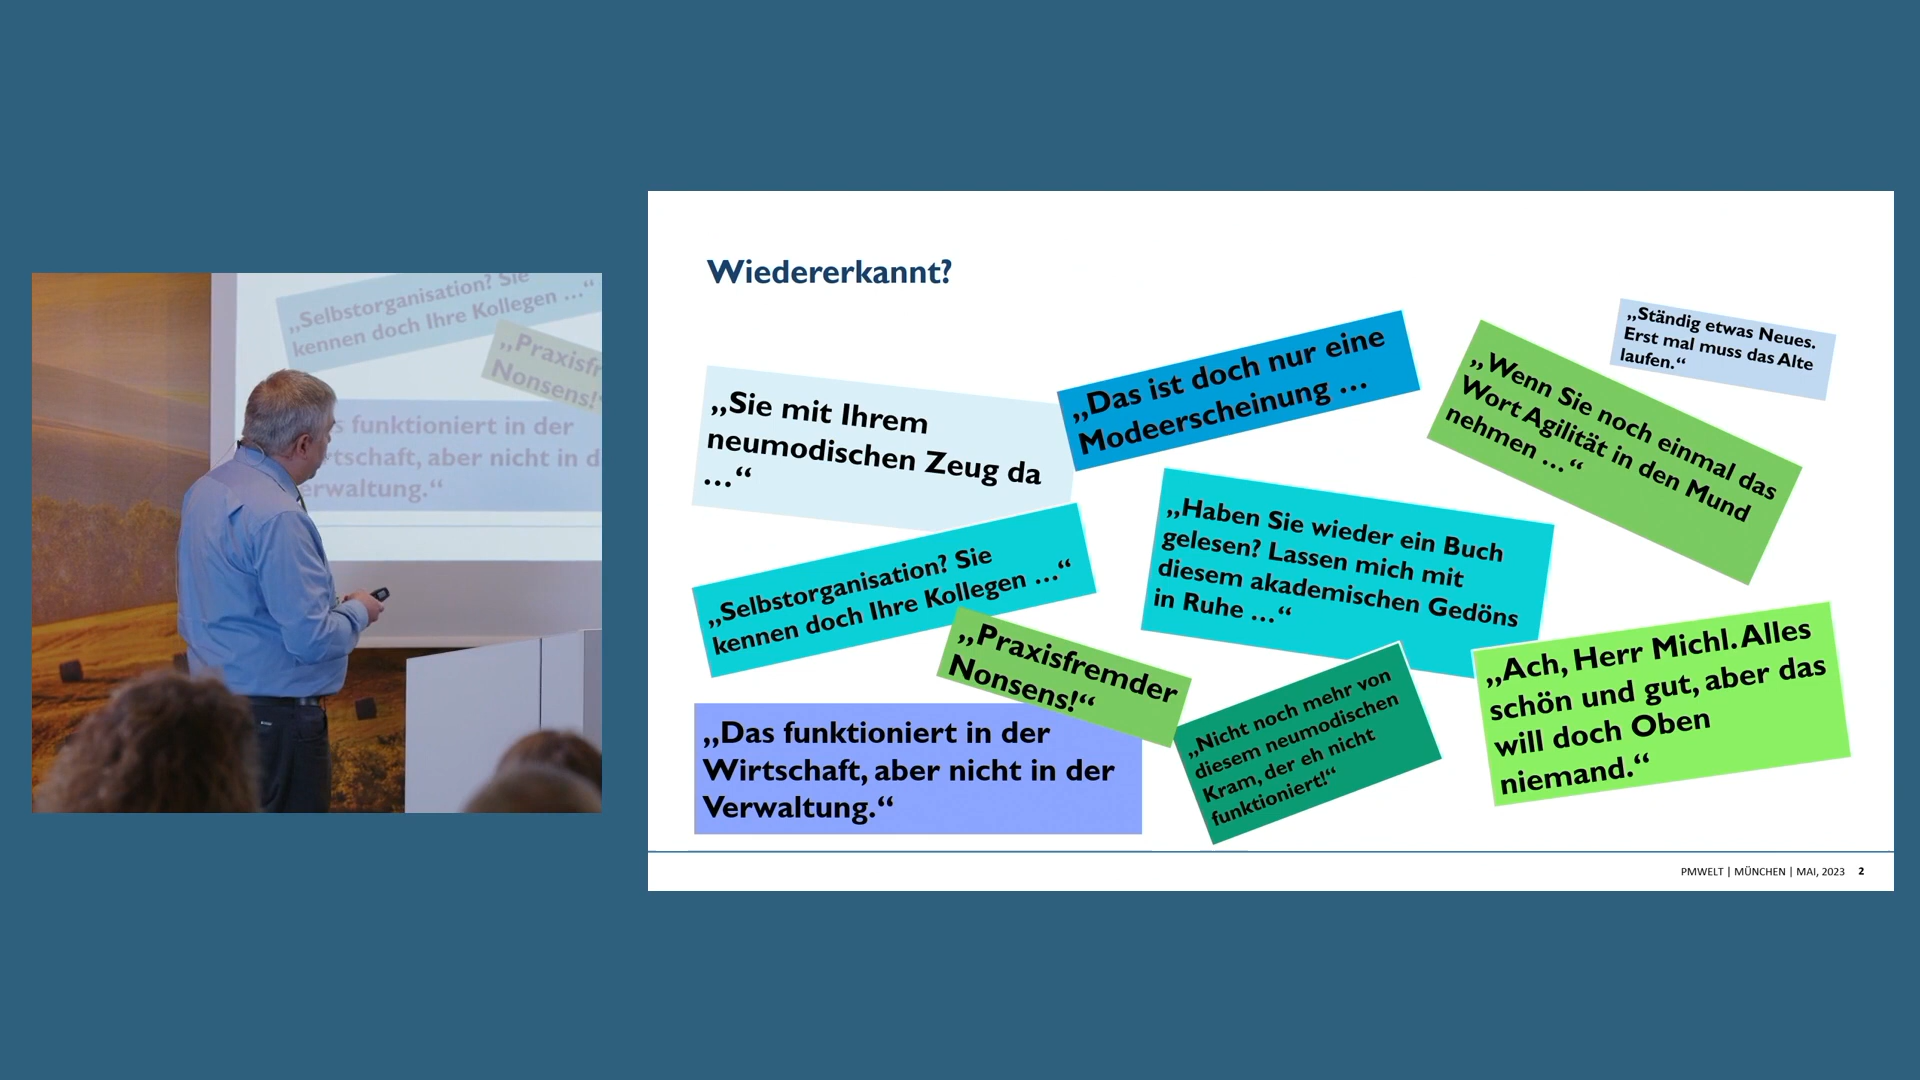 „Selbstorganisation? Sie
kennen doch Ihre Kollegen …“
„Praxisfr
Nonsens!“
s funktioniert in der
rtschaft, aber nicht in d
erwaltung.“
Wiedererkannt?
„Sie mit Ihrem
neumodischen Zeug da
…“
„Das ist doch nur eine
Modeerscheinung …
„Wenn Sie noch einmal das
Wort Agilität in den Mund
nehmen …“
„Ständig etwas Neues.
Erst mal muss das Alte
laufen.“
„Selbstorganisation? Sie
kennen doch Ihre Kollegen …“
„Haben Sie wieder ein Buch
gelesen? Lassen mich mit
diesem akademischen Gedöns
in Ruhe …“
„Praxisfremder
Nonsens!“
„Das funktioniert in der
Wirtschaft, aber nicht in der
Verwaltung.“
„Nicht noch mehr von
diesem neumodischen
Kram, der eh nicht
funktioniert!“
„Ach, Herr Michl. Alles
schön und gut, aber das
will doch Oben
niemand.“
PMWELT | MÜNCHEN | MAI, 2023 2